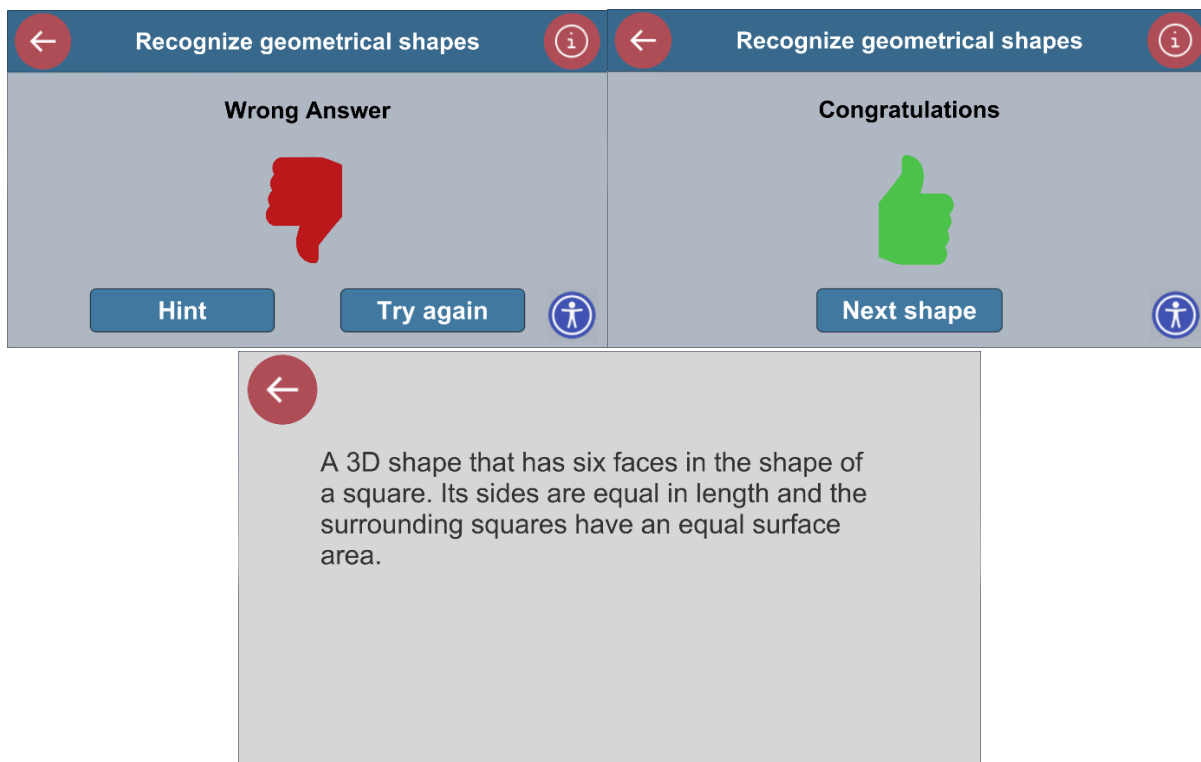 Recognize geometrical shapes
Wrong Answer
Hint
Try again
Recognize geometrical shapes
Congratulations
Next shape
A 3D shape that has six faces in the shape of
a square. Its sides are equal in length and the
surrounding squares have an equal surface
area.